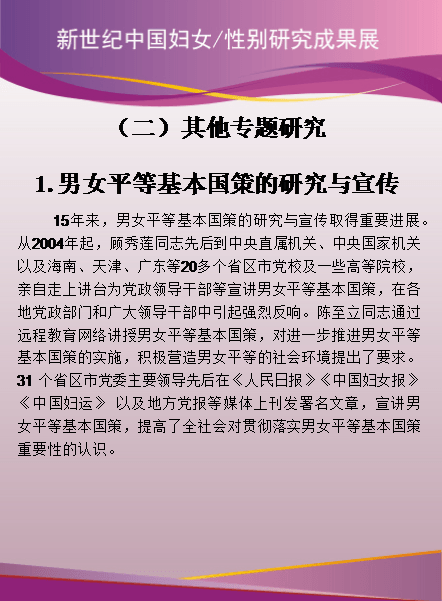 新世纪中国妇女/性别研究成果展
（二）其他专题研究
1.男女平等基本国策的研究与宣传
15年来，男女平等基本国策的研究与宣传取得重要进展。
从2004年起，顾秀莲同志先后到中央直属机关、中央国家机关
以及海南、天津、广东等20多个省区市党校及一些高等院校，
亲自走上讲台为党政领导干部等宣讲男女平等基本国策，在各
地党政部门和广大领导干部中引起强烈反响。陈至立同志通过
远程教育网络讲授男女平等基本国策，对进一步推进男女平等
基本国策的实施，积极营造男女平等的社会环境提出了要求。
31 个省区市党委主要领导先后在《人民日报》《中国妇女报》
《中国妇运》 以及地方党报等媒体上刊发署名文章，宣讲男
女平等基本国策，提高了全社会对贯彻落实男女平等基本国策
重要性的认识。